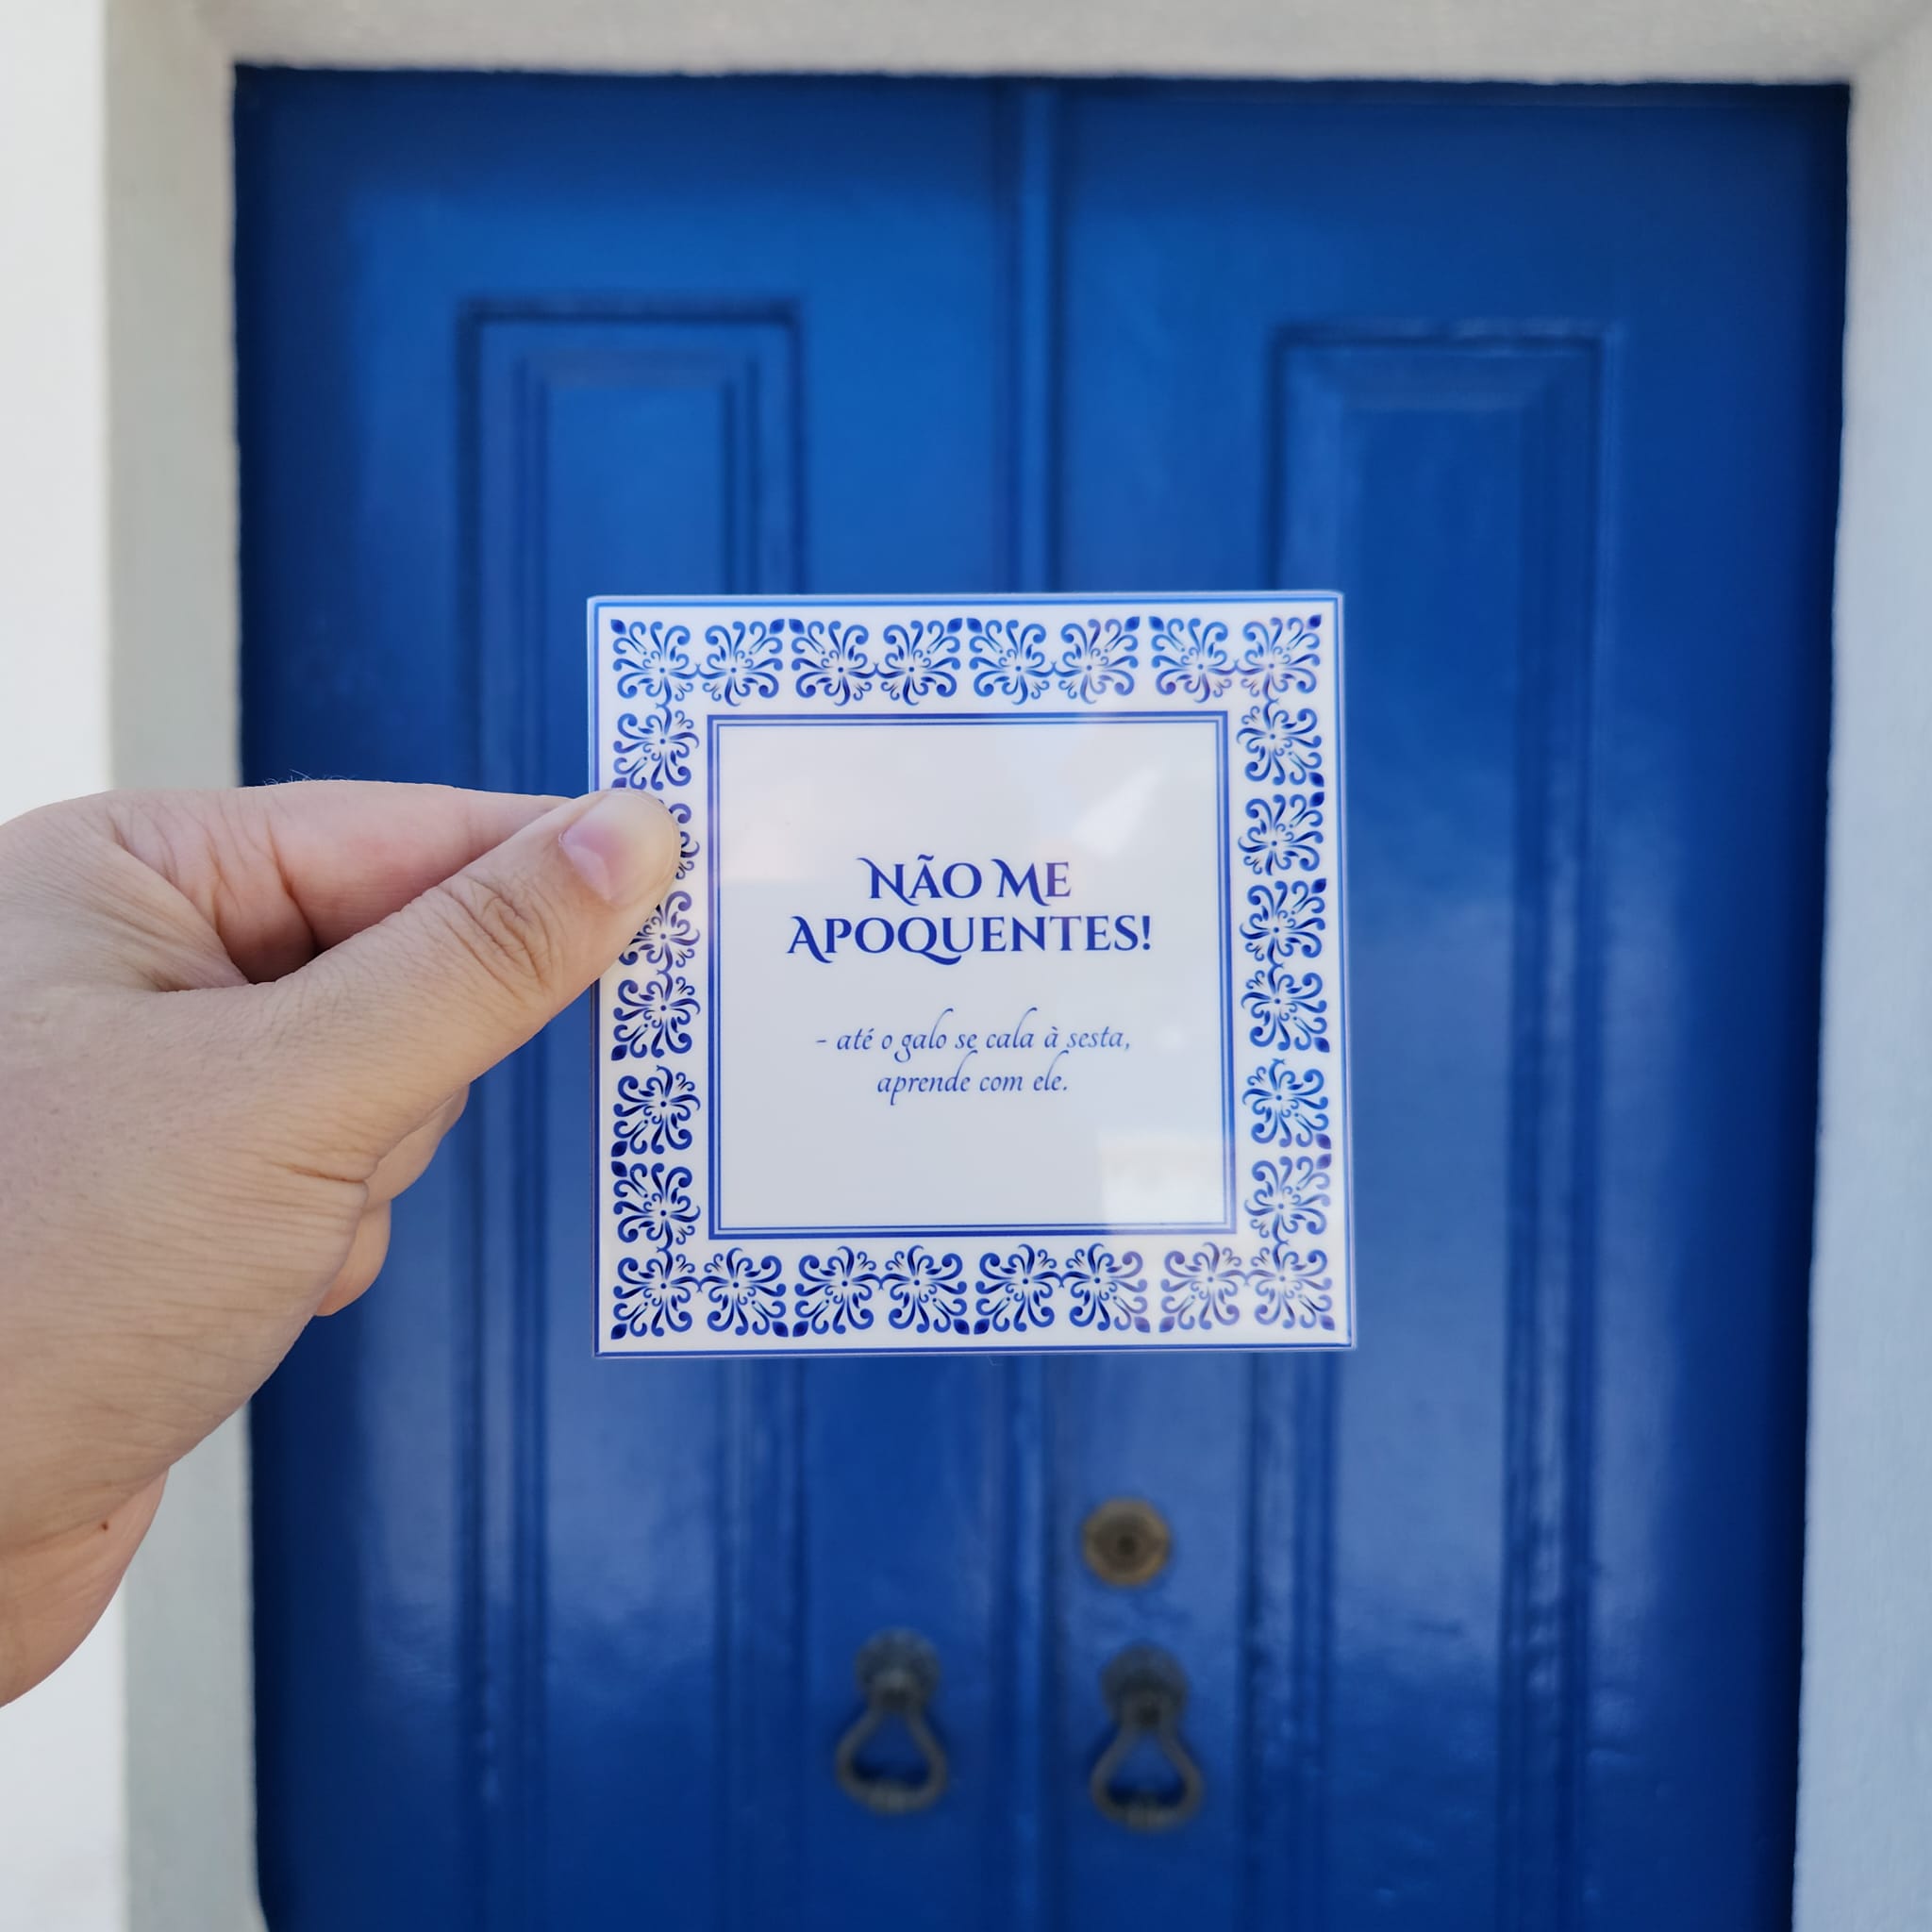 NÃO ME
APOQUENTES!
- até o galo se cala à sesta,
aprende com ele.